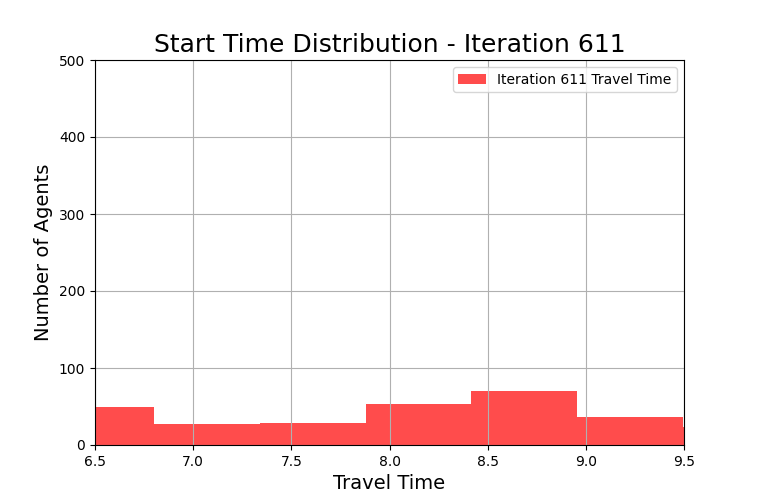 Start Time Distribution - Iteration 611
Iteration 611 Travel Time
Number of Agents
500
400
300
200
100
0
6.5 7.0 7.5 8.0 8.5 9.0 9.5
Travel Time